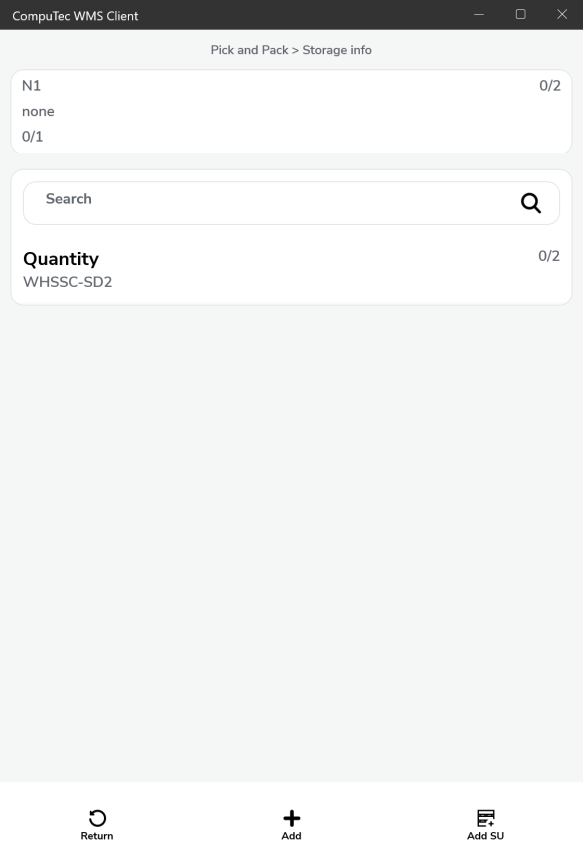 CompuTec WMS Client
Pick and Pack > Storage info
N1 0/2
none
0/1
Search
Quantity 0/2
WHSSC-SD2
Return Add Add SU